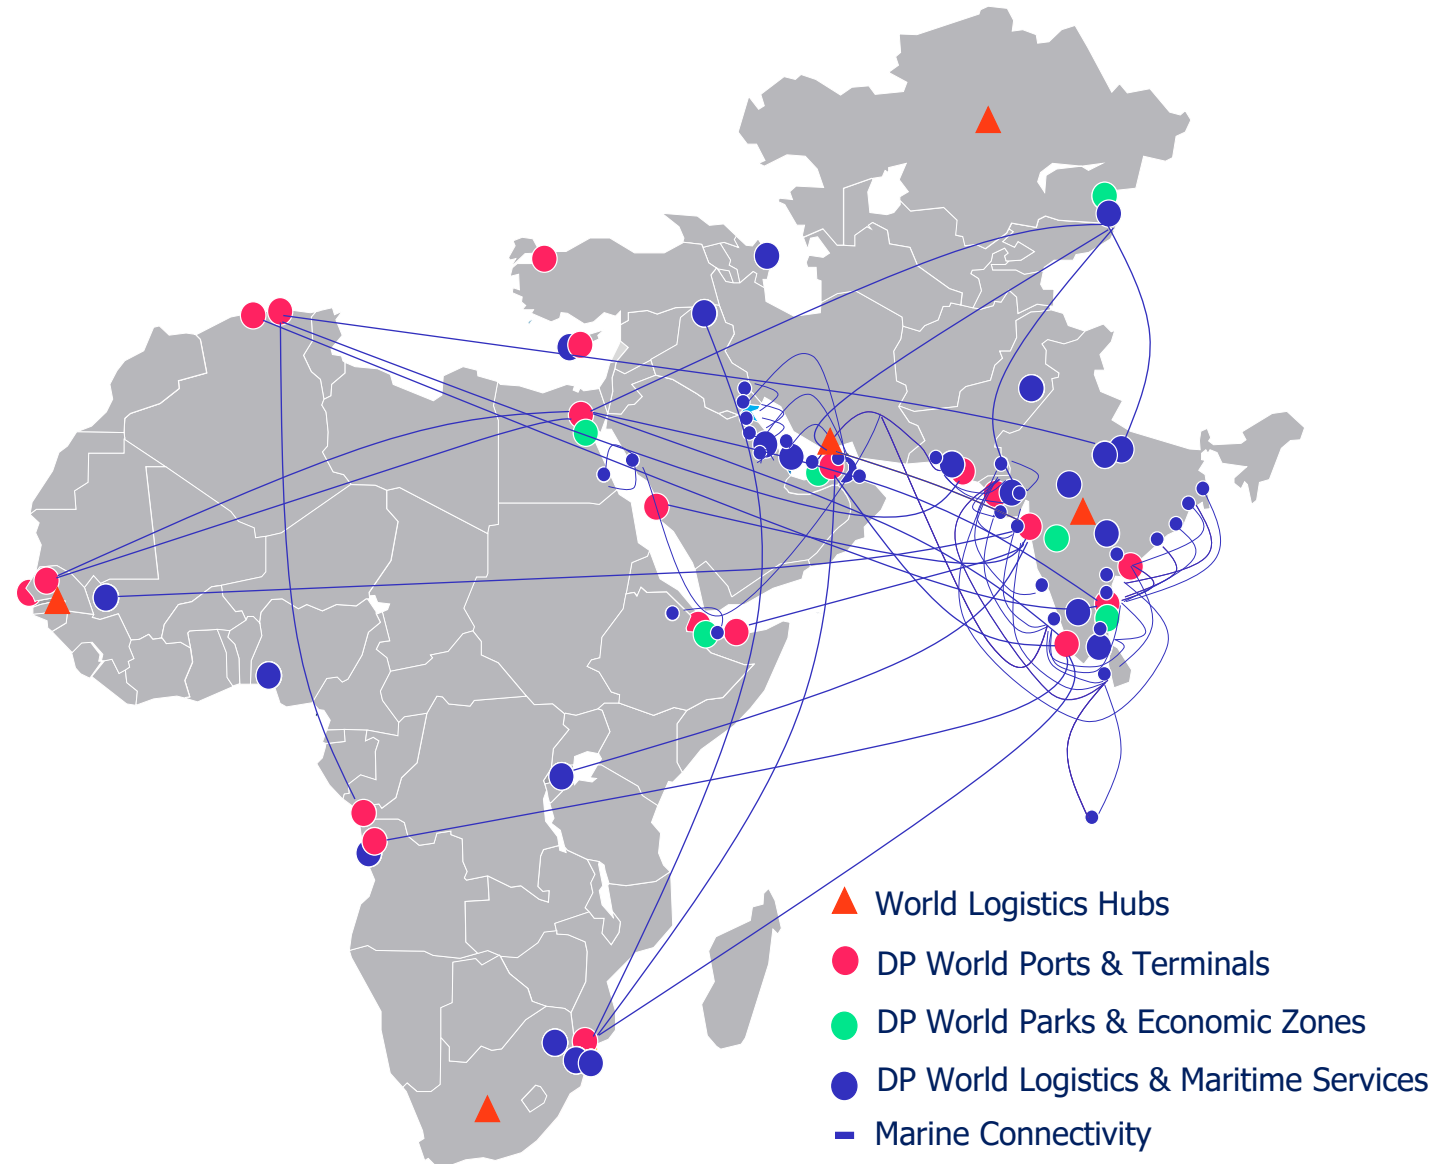 World Logistics Hubs
DP World Ports & Terminals
DP World Parks & Economic Zones
DP World Logistics & Maritime Services
Marine Connectivity